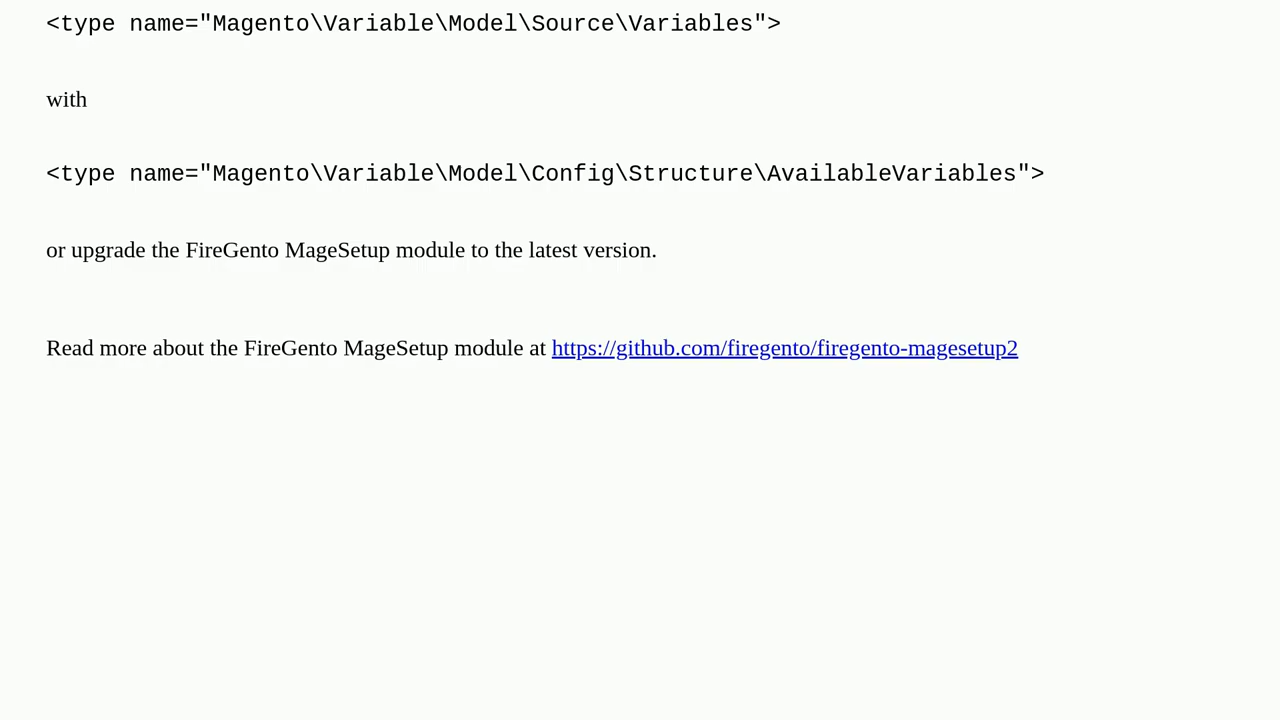 <type name="Magento\Variable\Model\Source\Variables">
with
<type name="Magento\Variable\Model\Config\Structure\AvailableVariables">
or upgrade the FireGento MageSetup module to the latest version.
Read more about the FireGento MageSetup module at https://github.com/firegento/firegento-magesetup2